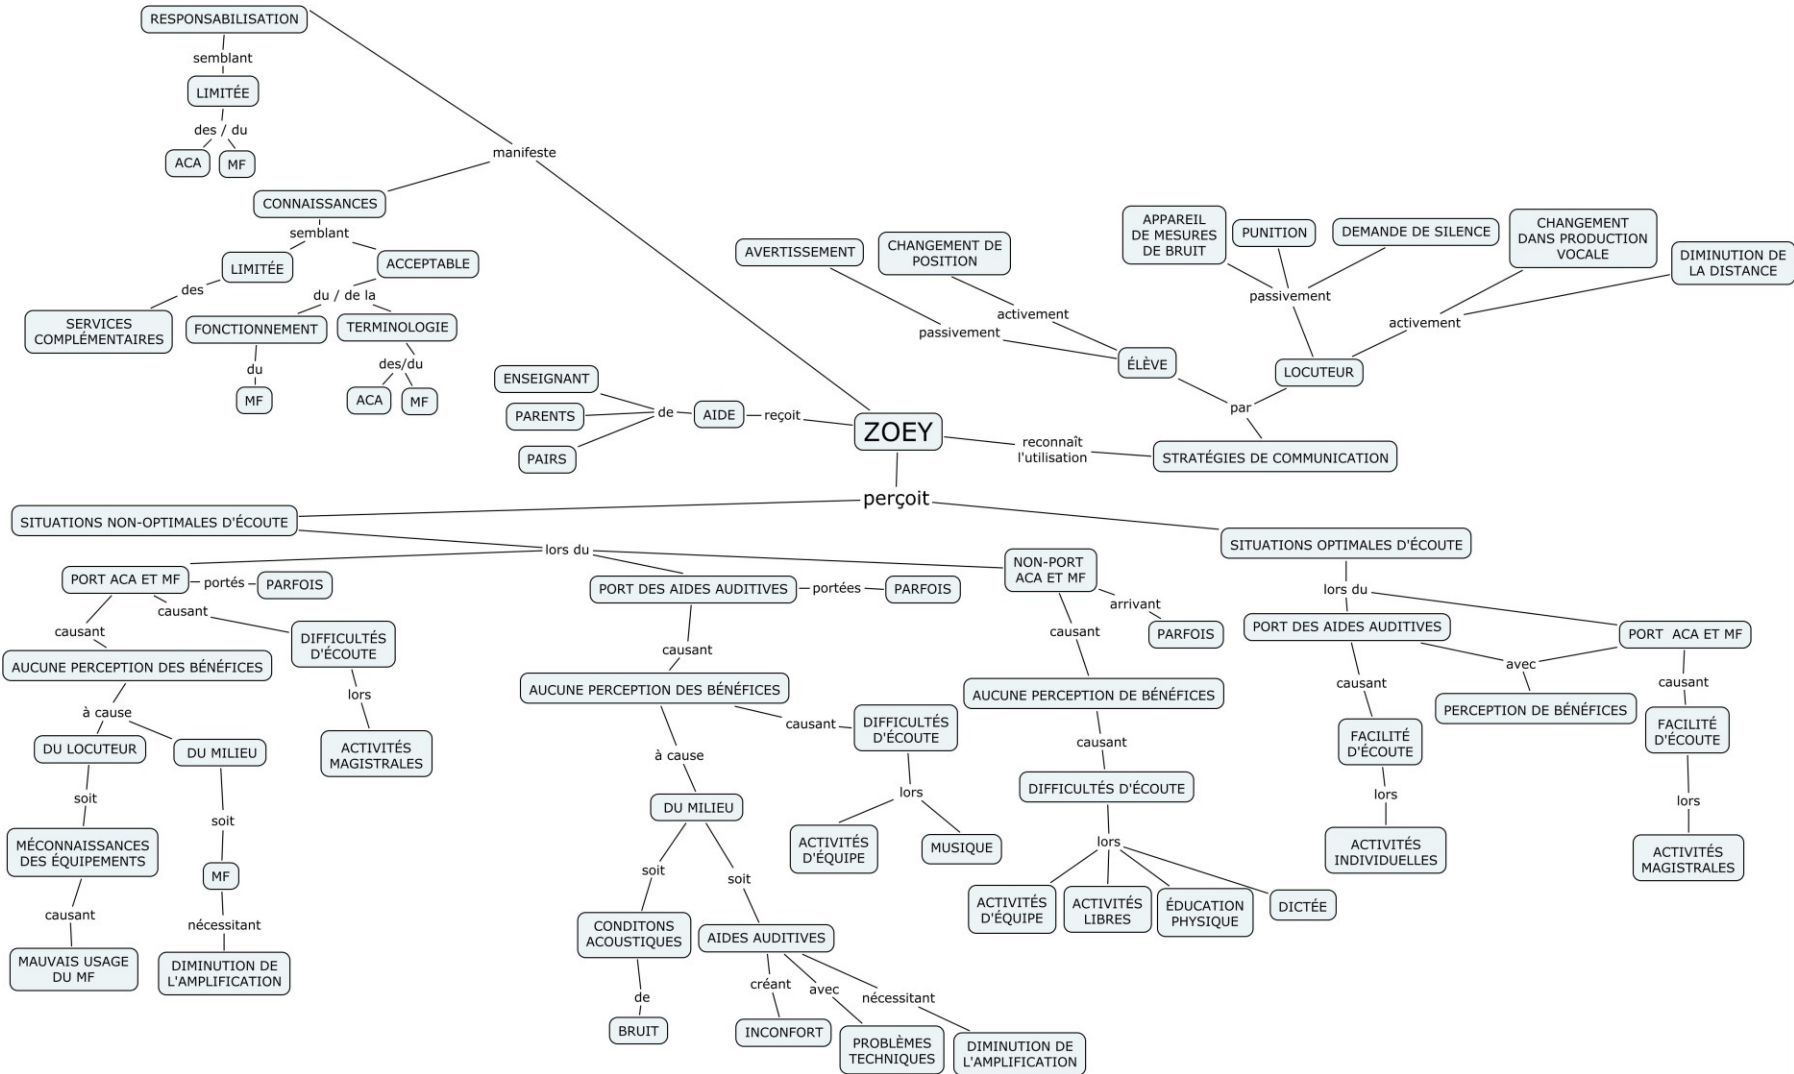 RESPONSABILISATION
semblant
LIMITÉE
des / du
ACA
MF
manifeste
CONNAISSANCES
semblant
LIMITÉE
ACCEPTABLE
des
du / de la
SERVICES
COMPLÉMENTAIRES
FONCTIONNEMENT
TERMINOLOGIE
du
des/du
MF
ACA
MF
AVERTISSEMENT
CHANGEMENT DE
POSITION
activement
passivement
ÉLÈVE
APPAREIL
DE MESURES
DE BRUIT
PUNITION
DEMANDE DE SILENCE
CHANGEMENT
DANS PRODUCTION
VOCALE
DIMINUTION DE
LA DISTANCE
passivement
activement
LOCUTEUR
par
STRATÉGIES DE COMMUNICATION
reconnaît
l'utilisation
ENSEIGNANT
PARENTS
PAIRS
de
AIDE
reçoit
ZOEY
perçoit
SITUATIONS NON-OPTIMALES D'ÉCOUTE
lors du
PORT ACA ET MF
portés
PARFOIS
causant
causant
AUCUNE PERCEPTION DES BÉNÉFICES
DIFFICULTÉS
D'ÉCOUTE
à cause
lors
DU LOCUTEUR
DU MILIEU
ACTIVITÉS
MAGISTRALES
soit
soit
MÉCONNAISSANCES
DES ÉQUIPEMENTS
MF
causant
nécessitant
MAUVAIS USAGE
DU MF
DIMINUTION DE
L'AMPLIFICATION
PORT DES AIDES AUDITIVES
portées
PARFOIS
causant
AUCUNE PERCEPTION DES BÉNÉFICES
causant
DIFFICULTÉS
D'ÉCOUTE
à cause
lors
DU MILIEU
ACTIVITÉS
D'ÉQUIPE
MUSIQUE
soit
soit
CONDITONS
ACOUSTIQUES
AIDES AUDITIVES
de
créant
avec
nécessitant
BRUIT
INCONFORT
PROBLÈMES
TECHNIQUES
DIMINUTION DE
L'AMPLIFICATION
NON-PORT
ACA ET MF
arrivant
PARFOIS
causant
AUCUNE PERCEPTION DE BÉNÉFICES
causant
DIFFICULTÉS D'ÉCOUTE
lors
ACTIVITÉS
D'ÉQUIPE
ACTIVITÉS
LIBRES
ÉDUCATION
PHYSIQUE
DICTÉE
SITUATIONS OPTIMALES D'ÉCOUTE
lors du
PORT DES AIDES AUDITIVES
PORT  ACA ET MF
avec
causant
causant
PERCEPTION DE BÉNÉFICES
FACILITÉ
D'ÉCOUTE
FACILITÉ
D'ÉCOUTE
lors
lors
ACTIVITÉS
INDIVIDUELLES
ACTIVITÉS
MAGISTRALES